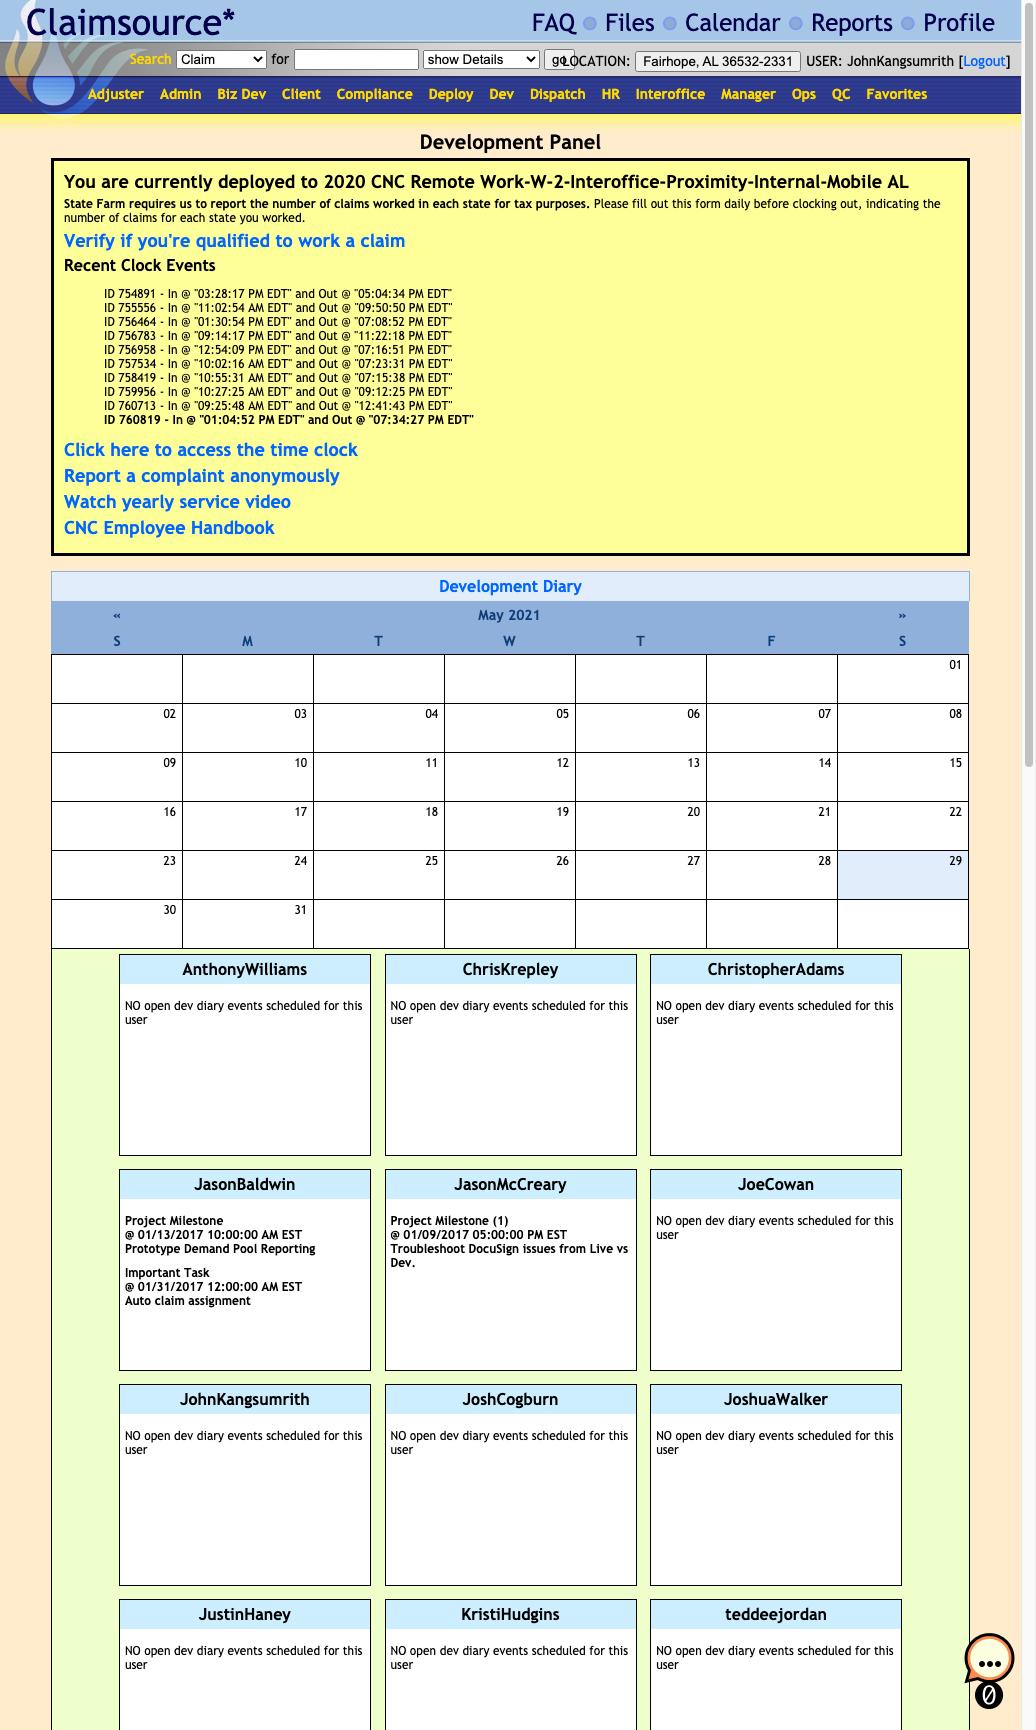 Claimsource*
FAQ Files Calendar Reports Profile
Search Claim for show Details go LOCATION: Fairhope, AL 36532-2331 USER: JohnKangsumrith [Logout]
Adjuster Admin Biz Dev Client Compliance Deploy Dev Dispatch HR Interoffice Manager Ops QC Favorites
Development Panel
You are currently deployed to 2020 CNC Remote Work-W-2-Interoffice-Proximity-Internal-Mobile AL
State Farm requires us to report the number of claims worked in each state for tax purposes. Please fill out this form daily before clocking out, indicating the
number of claims for each state you worked.
Verify if you're qualified to work a claim
Recent Clock Events
ID 754891 - In @ "03:28:17 PM EDT" and Out @ "05:04:34 PM EDT"
ID 755556 - In @ "11:02:54 AM EDT" and Out @ "09:50:50 PM EDT"
ID 756464 - In @ "01:30:54 PM EDT" and Out @ "07:08:52 PM EDT"
ID 756783 - In @ "09:14:17 PM EDT" and Out @ "11:22:18 PM EDT"
ID 756958 - In @ "12:54:09 PM EDT" and Out @ "07:16:51 PM EDT"
ID 757534 - In @ "10:02:16 AM EDT" and Out @ "07:23:31 PM EDT"
ID 758419 - In @ "10:55:31 AM EDT" and Out @ "07:15:38 PM EDT"
ID 759956 - In @ "10:27:25 AM EDT" and Out @ "09:12:25 PM EDT"
ID 760713 - In @ "09:25:48 AM EDT" and Out @ "12:41:43 PM EDT"
ID 760819 - In @ "01:04:52 PM EDT" and Out @ "07:34:27 PM EDT"
Click here to access the time clock
Report a complaint anonymously
Watch yearly service video
CNC Employee Handbook
Development Diary
« May 2021 »
S M T W T F S
01
02 03 04 05 06 07 08
09 10 11 12 13 14 15
16 17 18 19 20 21 22
23 24 25 26 27 28 29
30 31
AnthonyWilliams
NO open dev diary events scheduled for this
user
ChrisKrepley
NO open dev diary events scheduled for this
user
ChristopherAdams
NO open dev diary events scheduled for this
user
JasonBaldwin
Project Milestone
@ 01/13/2017 10:00:00 AM EST
Prototype Demand Pool Reporting
Important Task
@ 01/31/2017 12:00:00 AM EST
Auto claim assignment
JasonMcCreary
Project Milestone (1)
@ 01/09/2017 05:00:00 PM EST
Troubleshoot DocuSign issues from Live vs
Dev.
JoeCowan
NO open dev diary events scheduled for this
user
JohnKangsumrith
NO open dev diary events scheduled for this
user
JoshCogburn
NO open dev diary events scheduled for this
user
JoshuaWalker
NO open dev diary events scheduled for this
user
JustinHaney
NO open dev diary events scheduled for this
user
KristiHudgins
NO open dev diary events scheduled for this
user
teddeejordan
NO open dev diary events scheduled for this
user
0